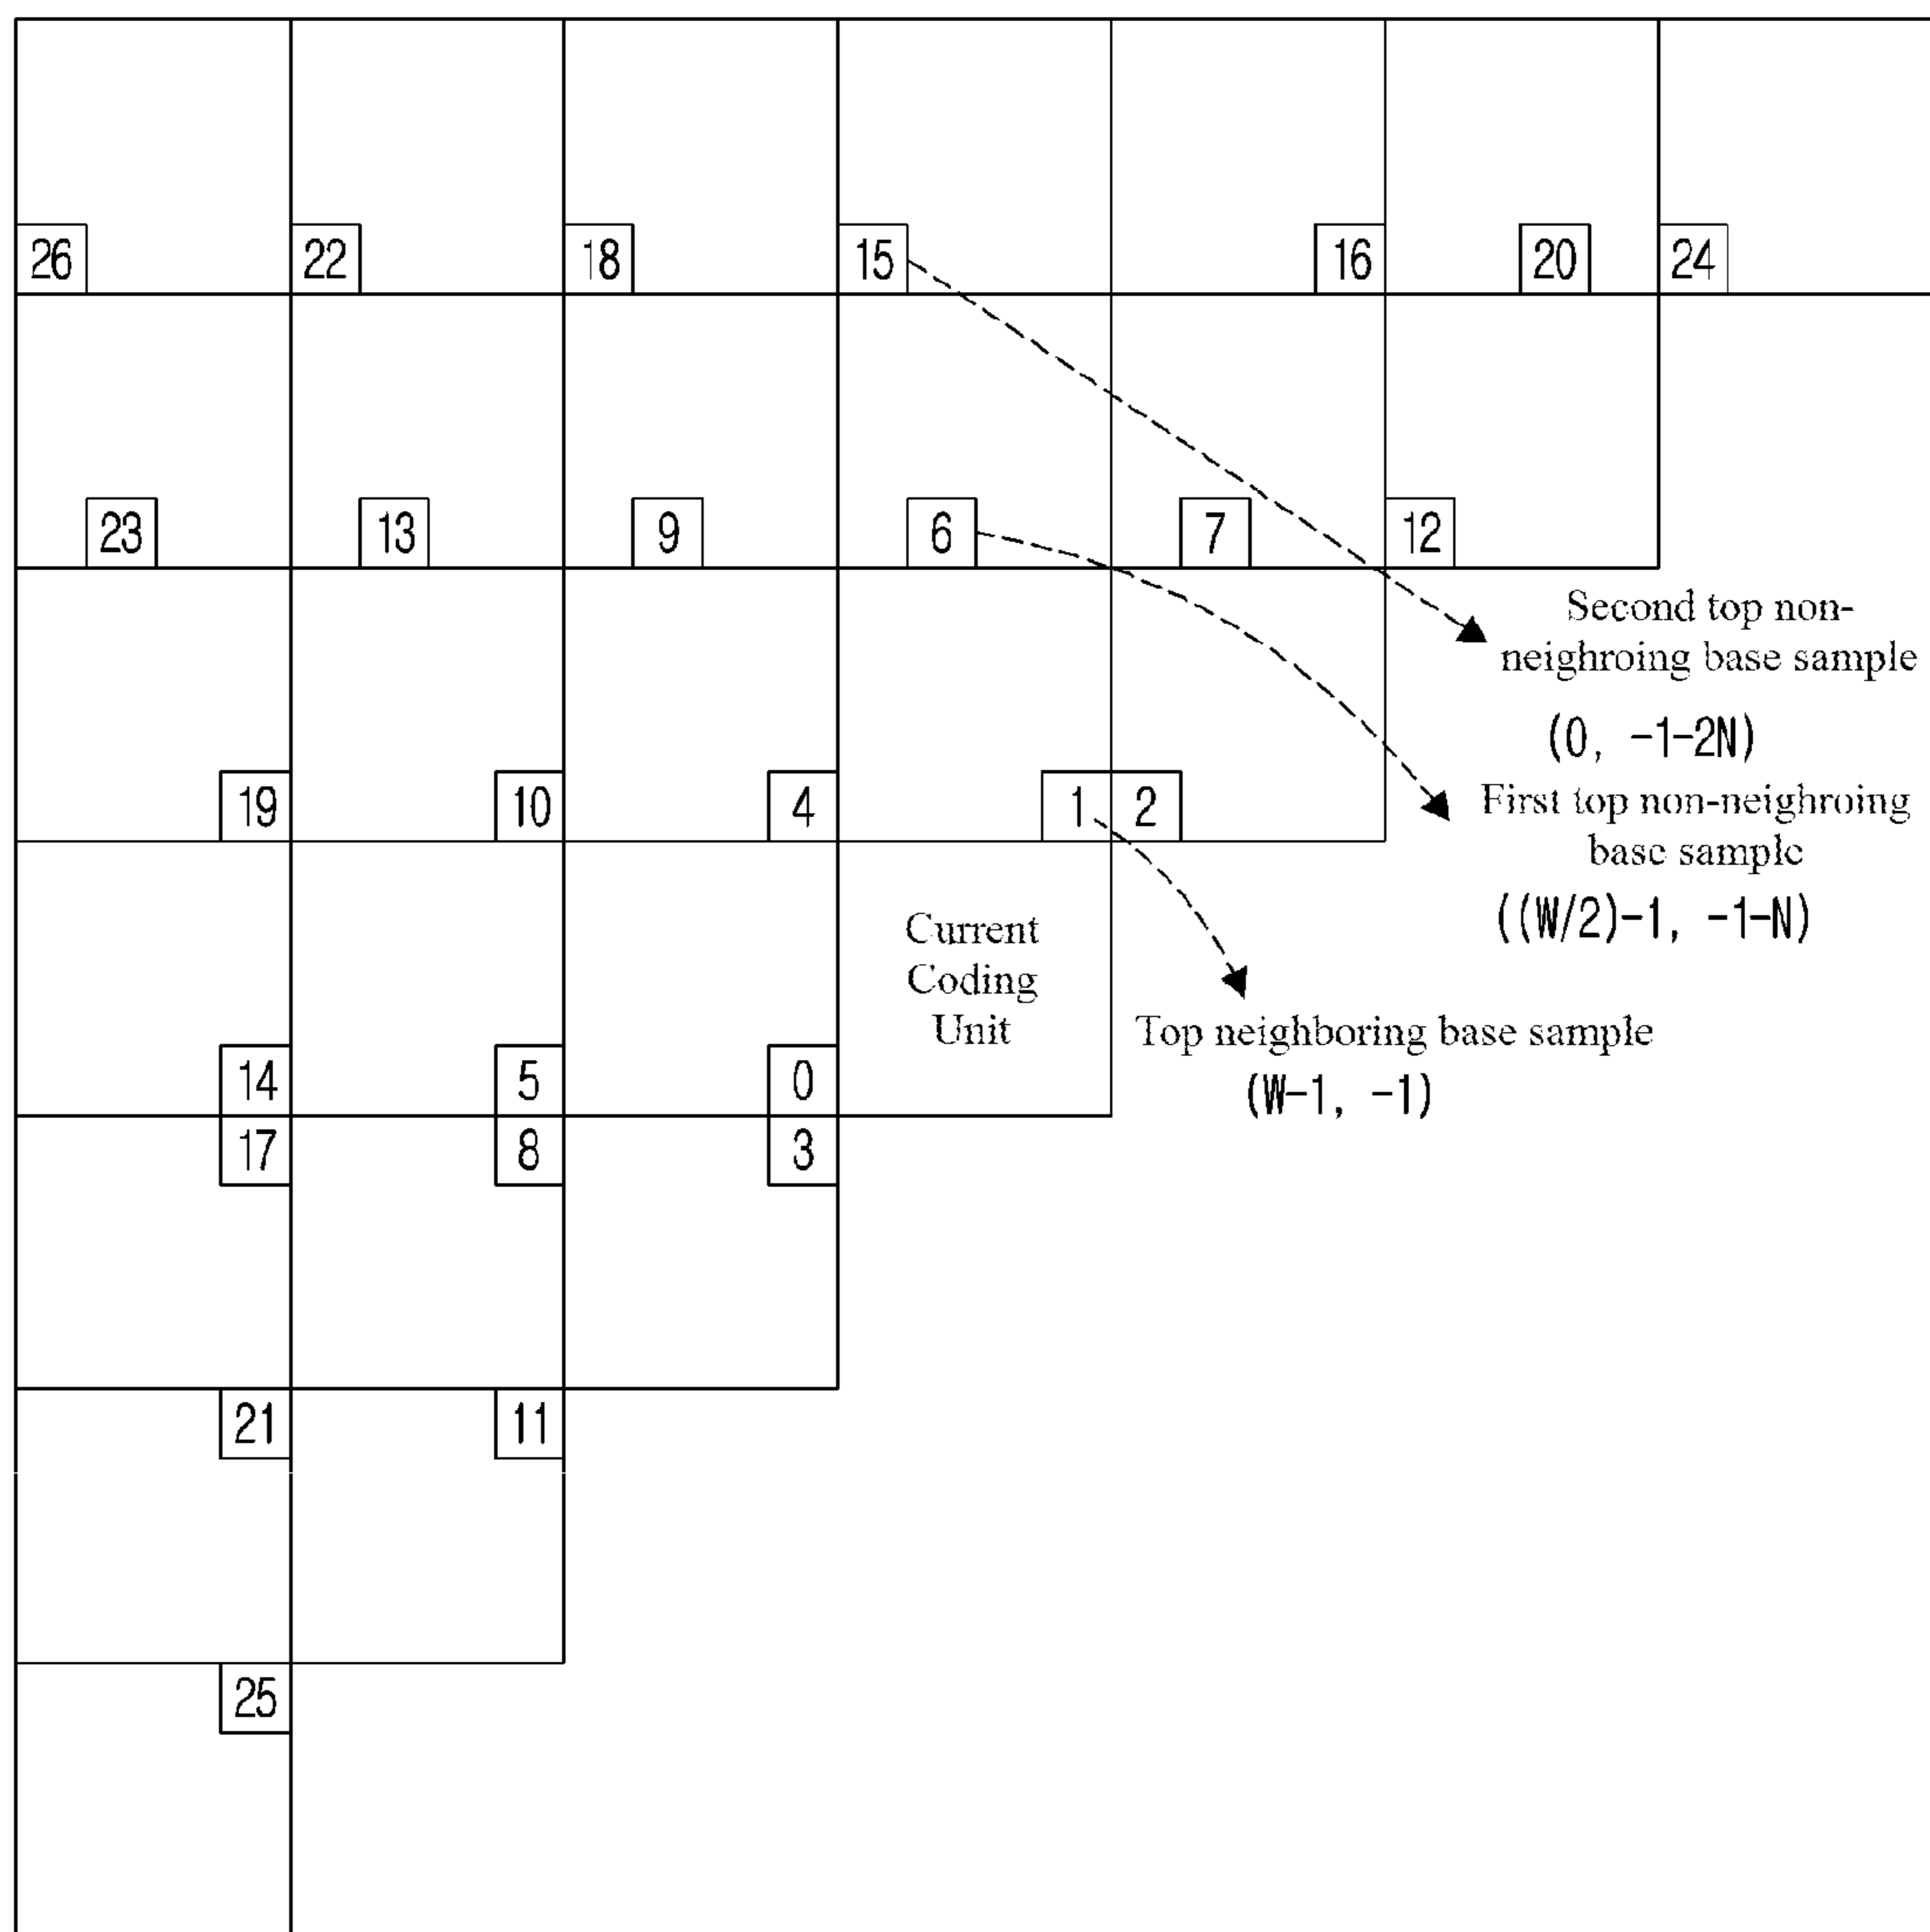 26 22 18 15 16 20 24
23 13 9 6 7 12
Second top non-
neighroing base sample
(0, -1-2N)
19 10 4 1 2
First top non-neighroing
base sample
((W/2)-1, -1-N)
Current
Coding
Unit
Top neighboring base sample
(W-1, -1)
14 5 0
17 8 3
21 11
25